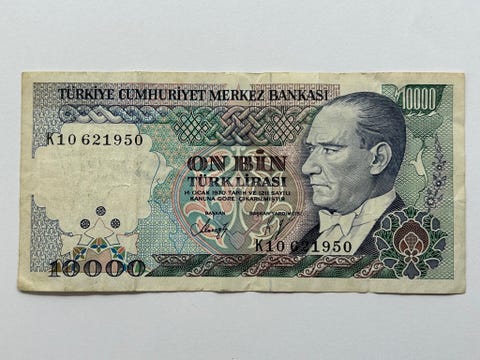 TÜRKİYE CUMHURİYET MERKEZ BANKASI
10000
K10 621950
ON BİN
TÜRK LİRASI
14 OCAK 1970 TARİH VE 1211 SAYILI
KANUNA GÖRE ÇIKARILMIŞTIR
BAŞKAN BAŞKAN YARDIMCISI
K10 621950
10000